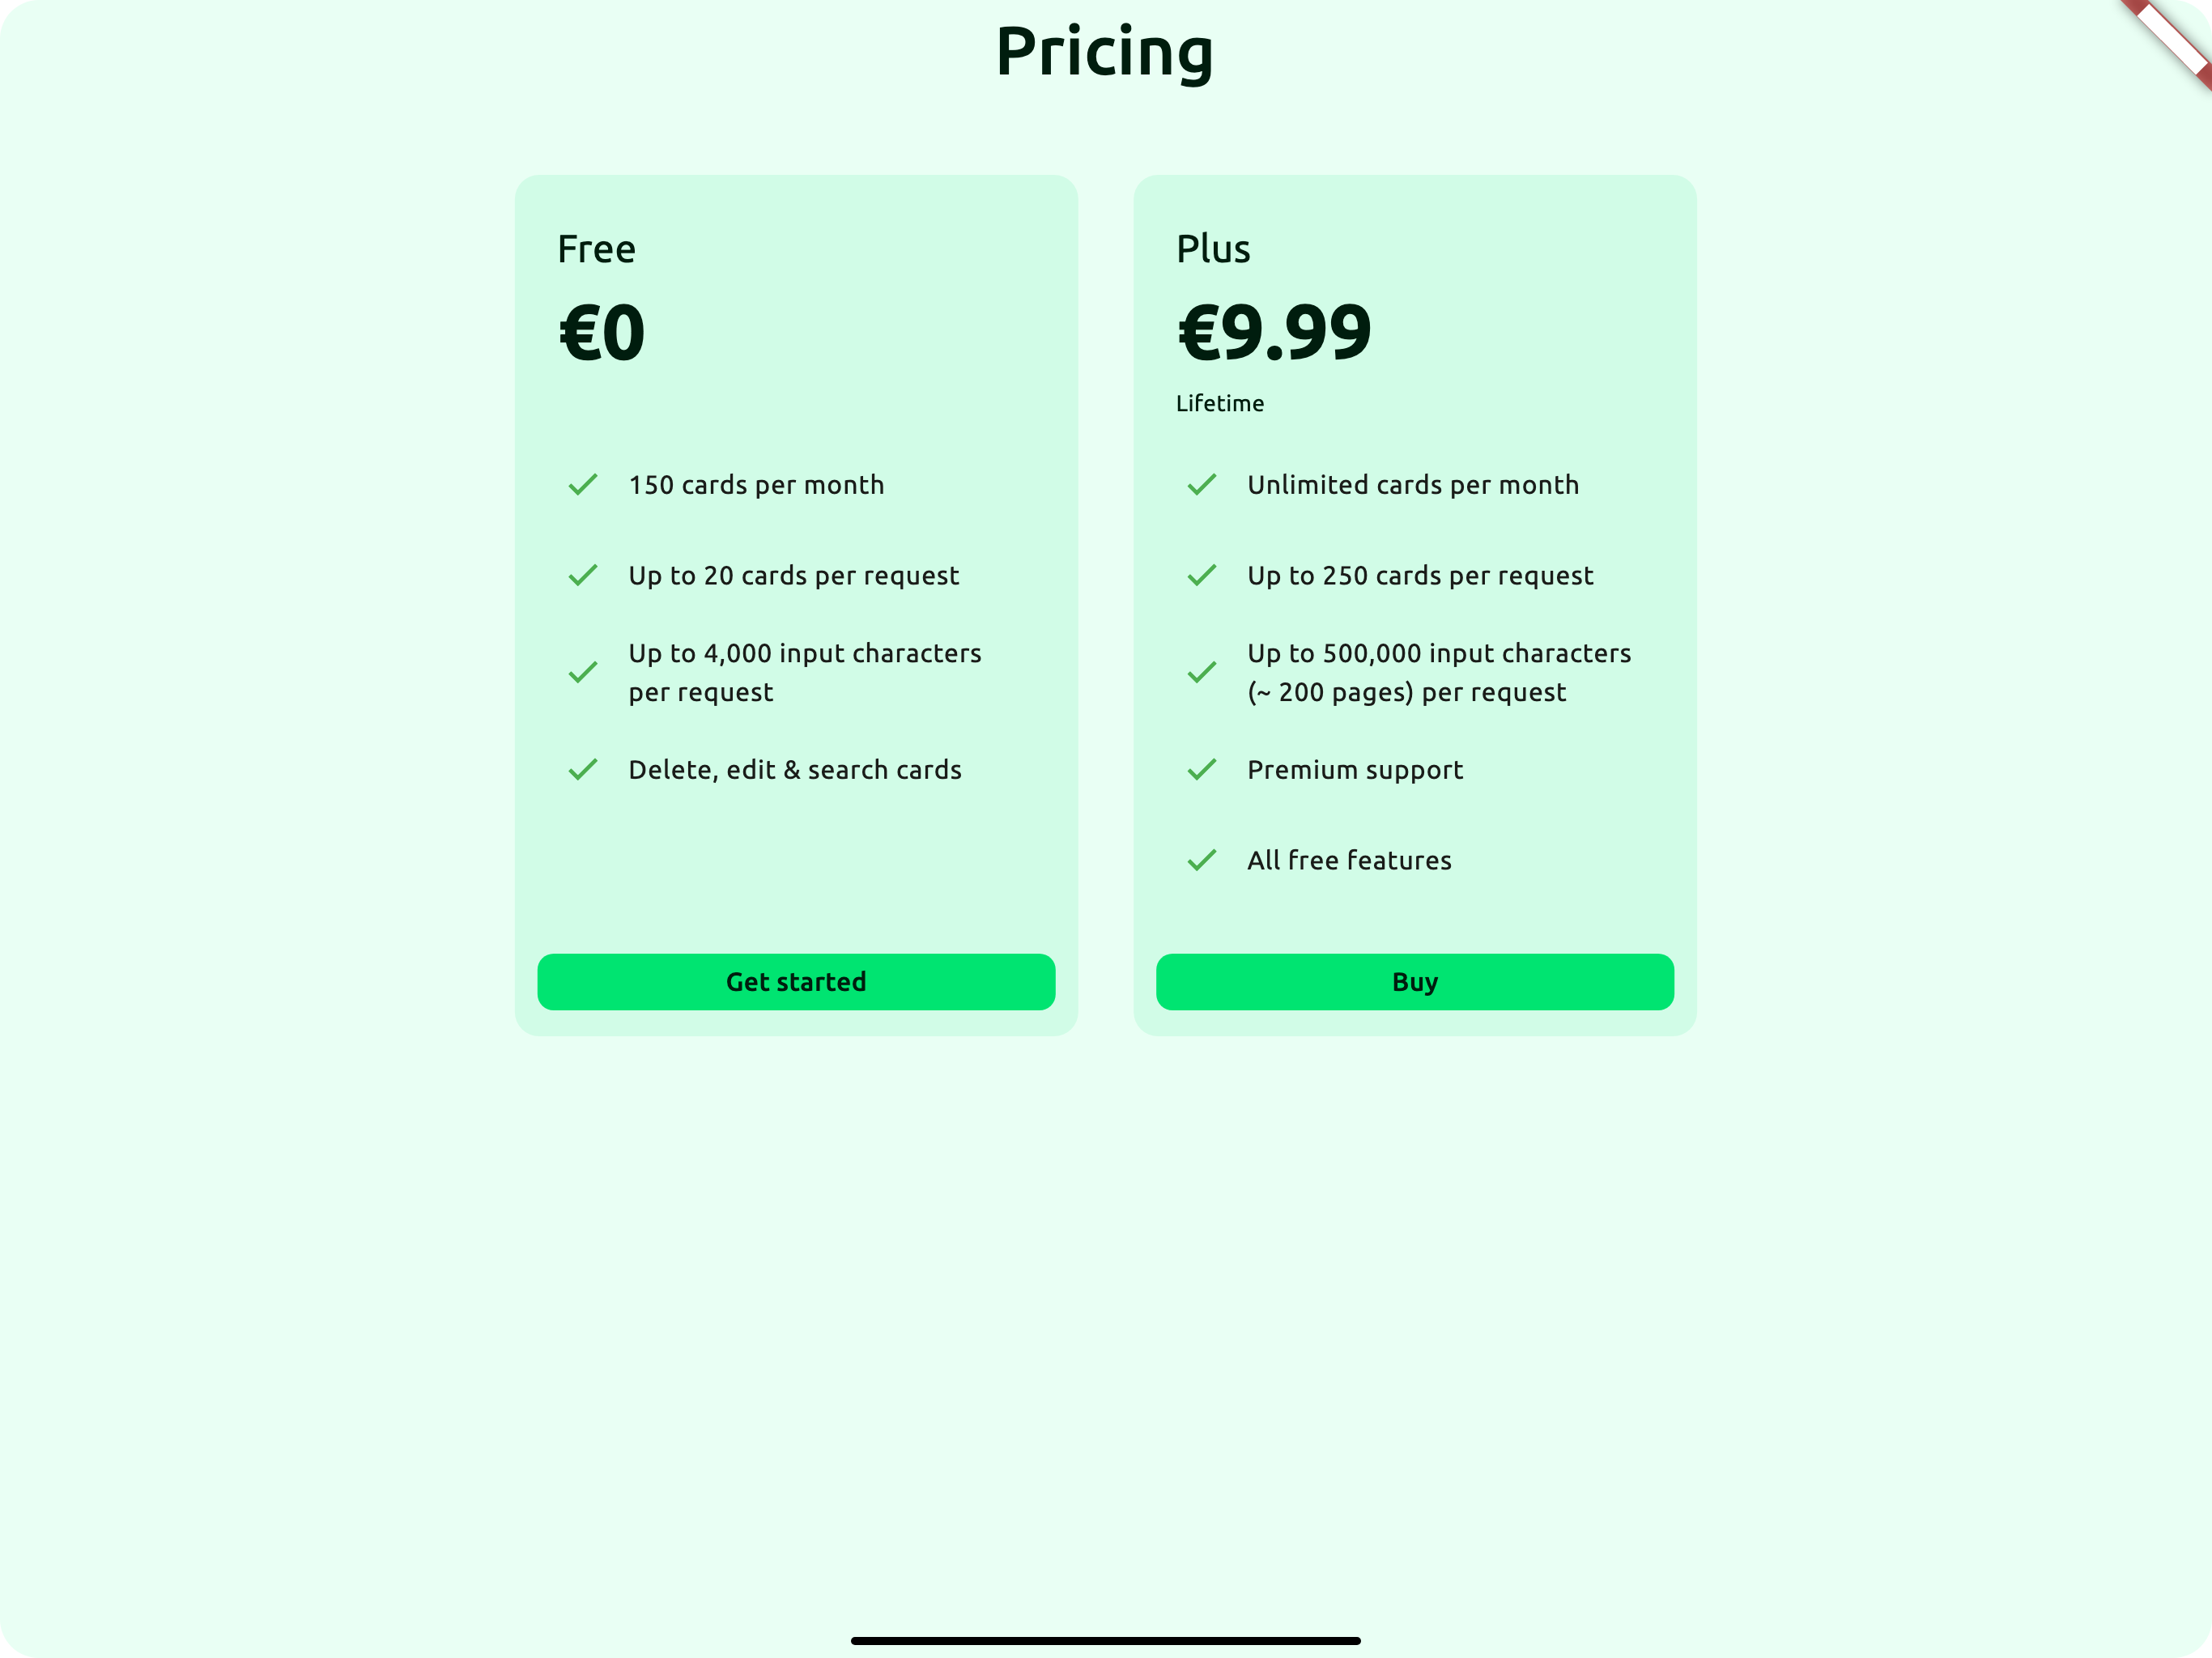 Pricing
Free
€0
150 cards per month
Up to 20 cards per request
Up to 4,000 input characters
per request
Delete, edit & search cards
Get started
Plus
€9.99
Lifetime
Unlimited cards per month
Up to 250 cards per request
Up to 500,000 input characters
(~ 200 pages) per request
Premium support
All free features
Buy